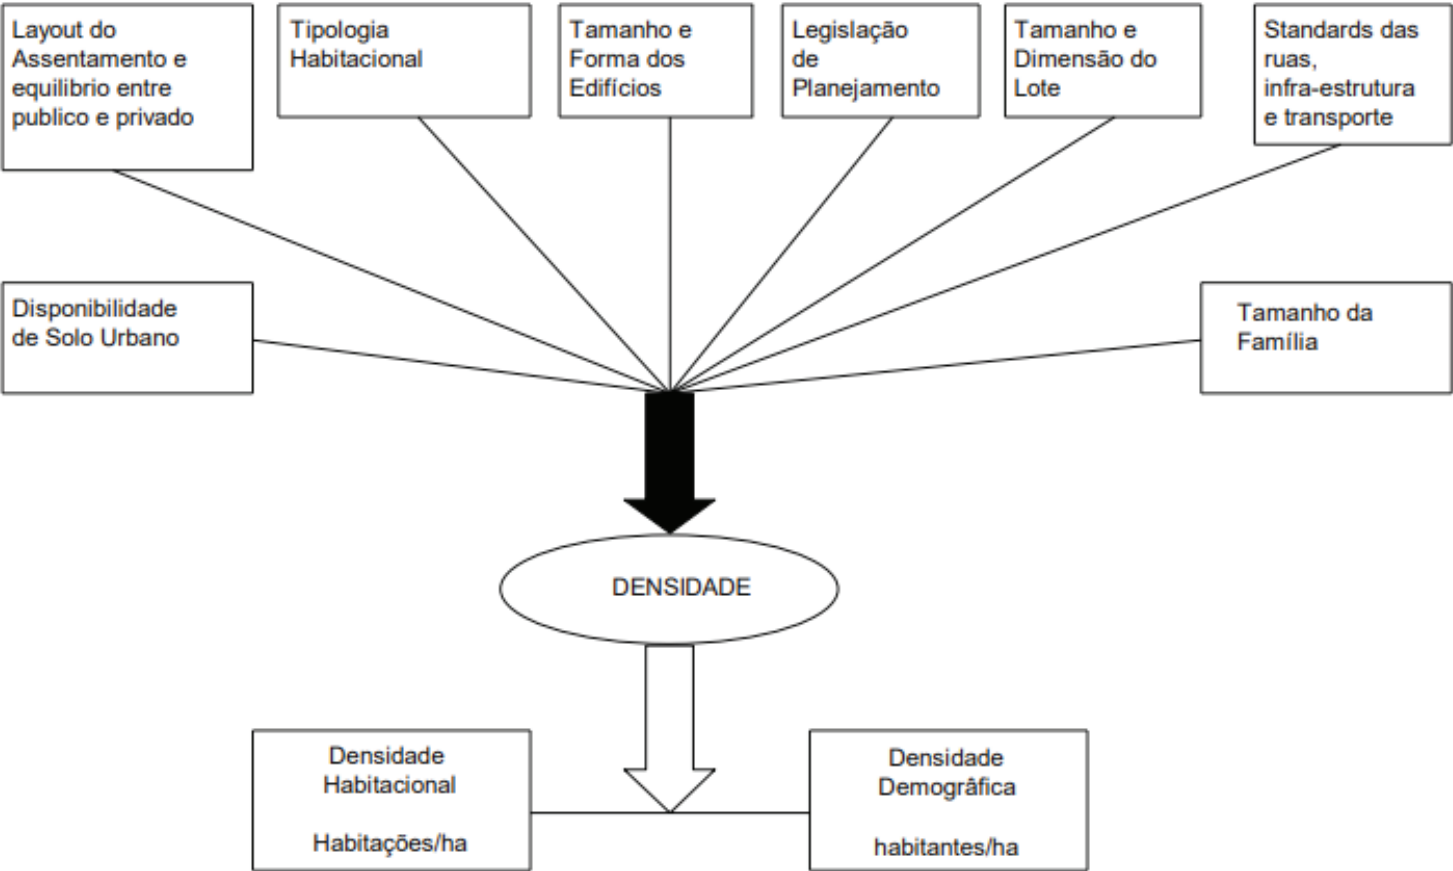 Layout do
Assentamento e
equilibrio entre
publico e privado
Tipologia
Habitacional
Tamanho e
Forma dos
Edifícios
Legislação
de
Planejamento
Tamanho e
Dimensão do
Lote
Standards das
ruas,
infra-estrutura
e transporte
Disponibilidade
de Solo Urbano
Tamanho da
Família
DENSIDADE
Densidade
Habitacional
Habitações/ha
Densidade
Demogrâfica
habitantes/ha